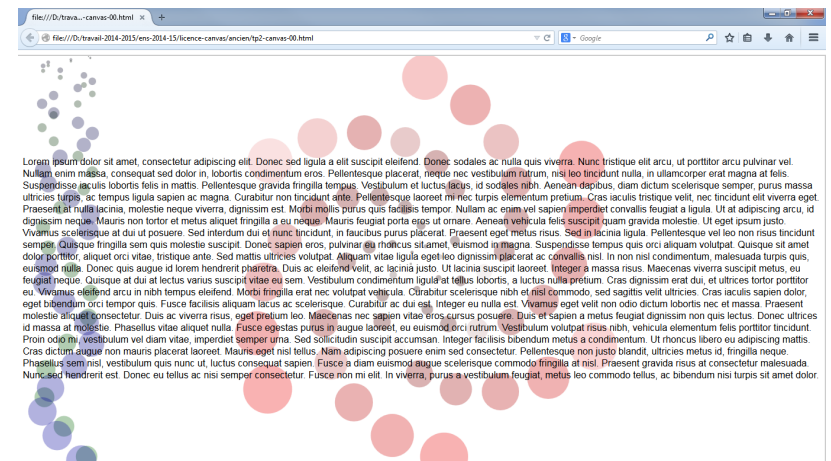 file:///D:/trava...-canvas-00.html × +
file:///D:/travail-2014-2015/ens-2014-15/licence-canvas/ancien/tp2-canvas-00.html
Google
Lorem ipsum dolor sit amet, consectetur adipiscing elit. Donec sed ligula a elit suscipit eleifend. Donec sodales ac nulla quis viverra. Nunc tristique elit arcu, ut porttitor arcu pulvinar vel.
Nullam enim massa, consequat sed dolor in, lobortis condimentum eros. Pellentesque placerat, nunc nec vestibulum rutrum, nisi leo tincidunt nulla, in ullamcorper erat magna at felis.
Suspendisse iaculis lobortis felis in mattis. Pellentesque gravida fringilla tempor. Vestibulum et luctus lacus, id sodales nibh. Aenean dapibus, diam dictum scelerisque semper, purus massa
ultricies turpis, ac tempus ligula sapien ac magna. Curabitur non tincidunt ante. Pellentesque laoreet mi nec turpis elementum pretium. Cras iaculis tristique velit, nec tincidunt elit viverra eget.
Praesent at nulla lacinia, molestie neque viverra, dignissim est. Morbi mollis purus quis facilisis tempor. Nullam ac enim vel sapien imperdiet convallis feugiat a ligula. Ut at adipiscing arcu, id
dignissim neque. Mauris non tortor et metus aliquet fringilla a eu neque. Mauris feugiat porta eros ut ornare. Aenean vehicula felis suscipit quam gravida molestie. Ut eget ipsum justo.
Vivamus scelerisque at dui ut posuere. Sed interdum dui et nisi tincidunt, in faucibus purus placerat. Praesent eget metus risus. Sed in lacinia ligula. Pellentesque vel leo non risus tincidunt
semper. Quisque fringilla sem quis molestie suscipit. Donec sapien eros, pulvinar eu rhoncus sit amet, euismod in magna. Suspendisse tempus quis orci aliquam volutpat. Quisque sit amet
dolor porttitor, aliquet orci vitae, tristique ante. Sed mattis ultricies volutpat. Aliquam vitae ligula eget leo dignissim placerat ac convallis nisl. In non nisl condimentum, malesuada turpis quis,
euismod nulla. Donec quis augue id lorem hendrerit pharetra. Duis ac eleifend velit, ac lacinia justo. Ut lacinia suscipit laoreet. Integer a massa risus. Maecenas viverra suscipit metus, eu
feugiat neque. Quisque at dui at lectus varius suscipit vitae eu sem. Vestibulum condimentum ligula at tellus lobortis, a luctus nulla pretium. Cras dignissim erat dui, et ultrices tortor porttitor
eget. Vivamus eleifend arcu in nibh tempus eleifend. Morbi fringilla erat nec volutpat vehicula. Curabitur scelerisque nibh et nisl commodo, sed sagittis velit ultricies. Cras iaculis sapien dolor,
eget bibendum orci tempor quis. Fusce facilisis aliquam lacus ac scelerisque. Curabitur ac dui est. Integer eu nulla est. Vivamus eget velit non odio dictum lobortis nec et massa. Praesent
molestie aliquet consectetur. Duis ac viverra risus, eget pretium leo. Maecenas nec sapien vitae eros cursus posuere. Duis et sapien a metus feugiat dignissim non quis lectus. Donec ultrices
id massa at molestie. Phasellus vitae aliquet nulla. Fusce egestas purus et augue laoreet, eu euismod leo rutrum. Vestibulum volutpat mattis nibh, vehicula elementum felis porttitor tincidunt.
Proin odio mi, vestibulum vel diam vitae, imperdiet semper urna. Sed sollicitudin suscipit accumsan. Integer facilisis bibendum metus a condimentum. Ut rhoncus libero eu adipiscing mattis.
Cras dictum augue non mauris placerat laoreet. Mauris eget nisl tellus. Nam adipiscing posuere enim sed consectetur. Pellentesque non justo blandit, ultricies metus id, fringilla neque.
Phasellus sem nisl, vestibulum quis nunc ut, luctus consequat sapien. Fusce a diam euismod augue scelerisque commodo fringilla at nisl. Praesent gravida risus at consectetur malesuada.
Nunc sed hendrerit est. Donec eu tellus ac nisi semper consectetur. Fusce non mi elit. In viverra, purus a vestibulum feugiat, metus leo commodo tellus, ac bibendum nisi turpis sit amet dolor.